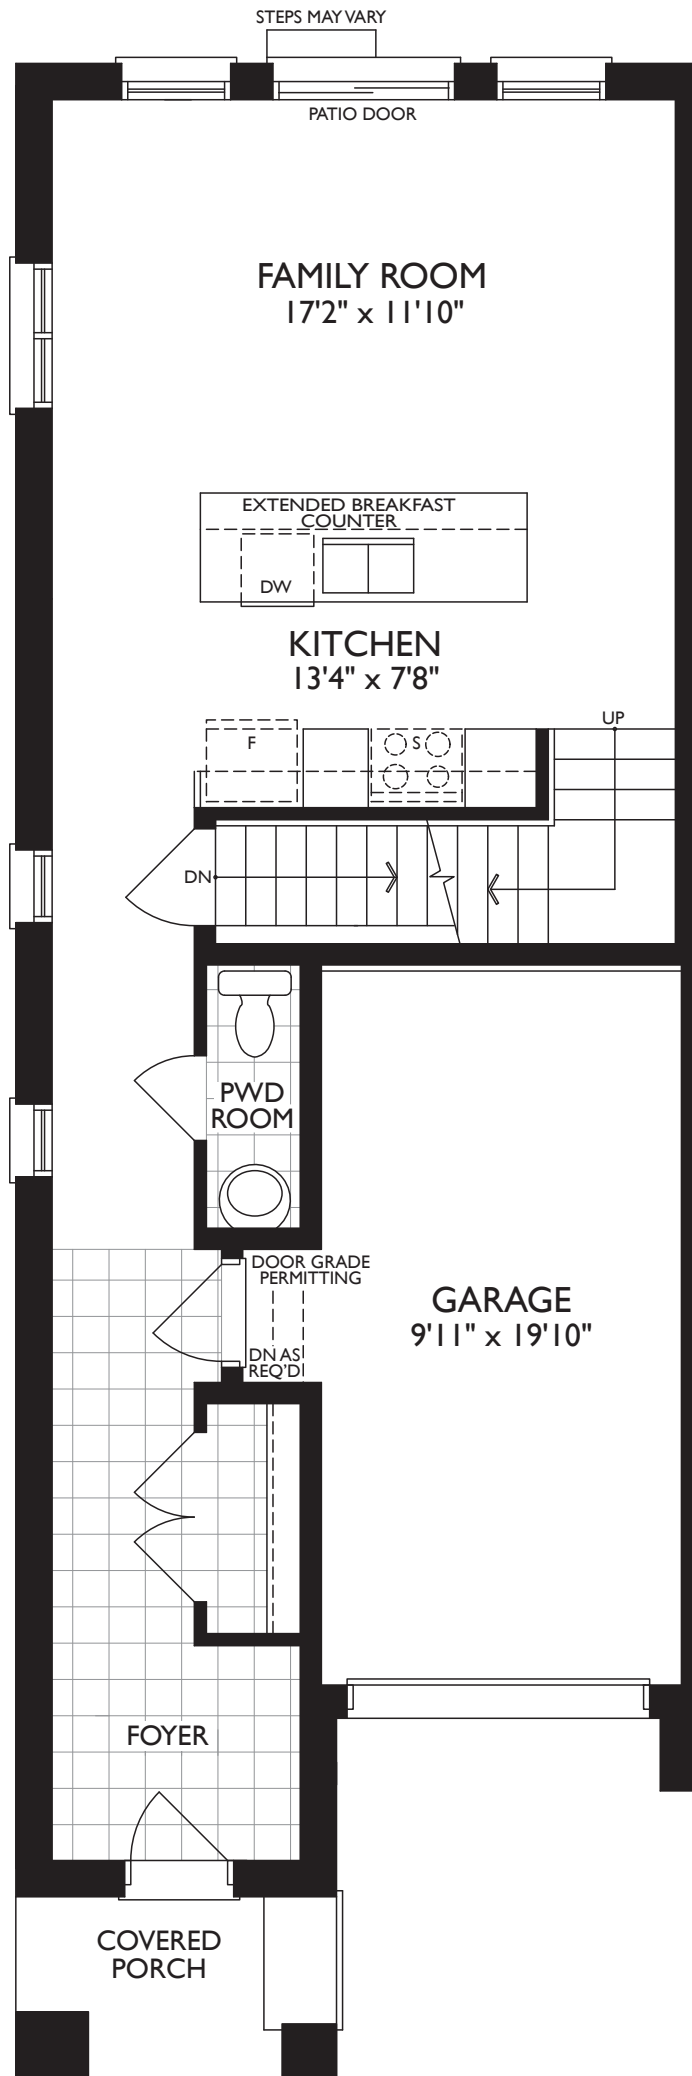 STEPS MAY VARY
PATIO DOOR
FAMILY ROOM
17'2" x 11'10"
EXTENDED BREAKFAST
COUNTER
DW
KITCHEN
13'4" x 7'8"
F
S
UP
DN
PWD
ROOM
DOOR GRADE
PERMITTING
DN AS
REQ'D
GARAGE
9'11" x 19'10"
FOYER
COVERED
PORCH